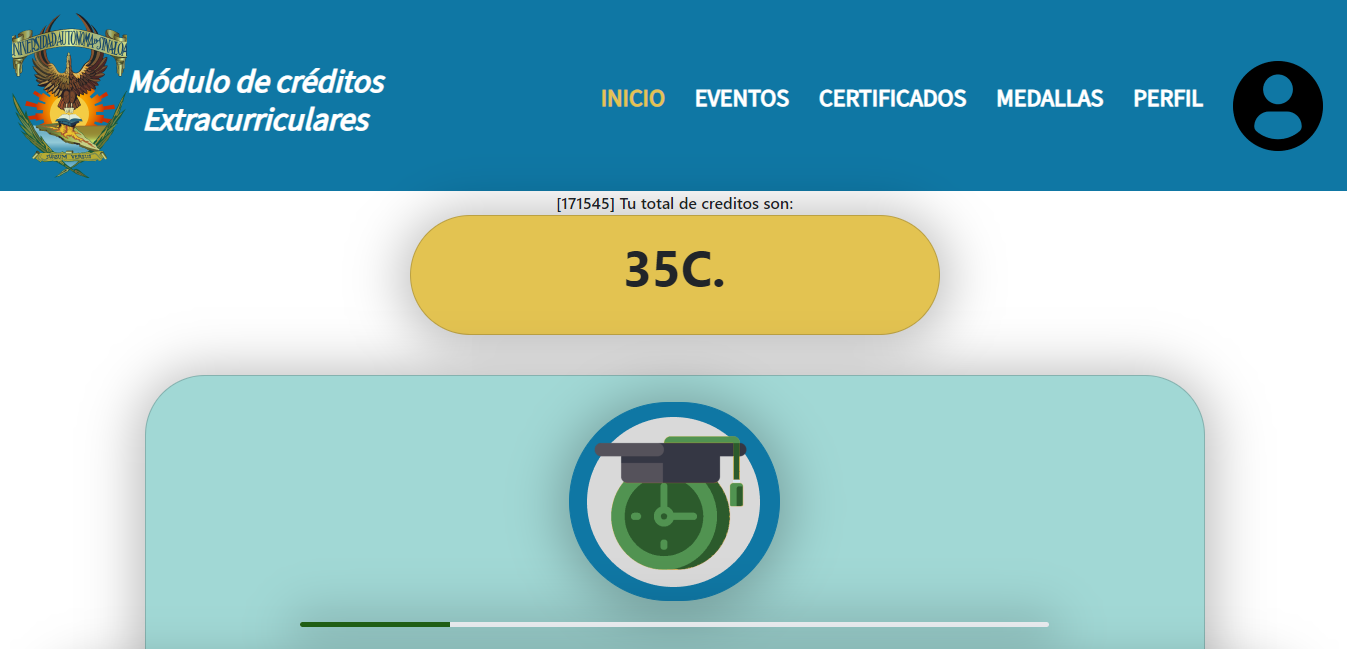 UNIVERSIDAD AUTONOMA DE SINALOA
SURSUM VERSUS
Módulo de créditos
Extracurriculares
INICIO EVENTOS CERTIFICADOS MEDALLAS PERFIL
[171545] Tu total de creditos son:
35C.